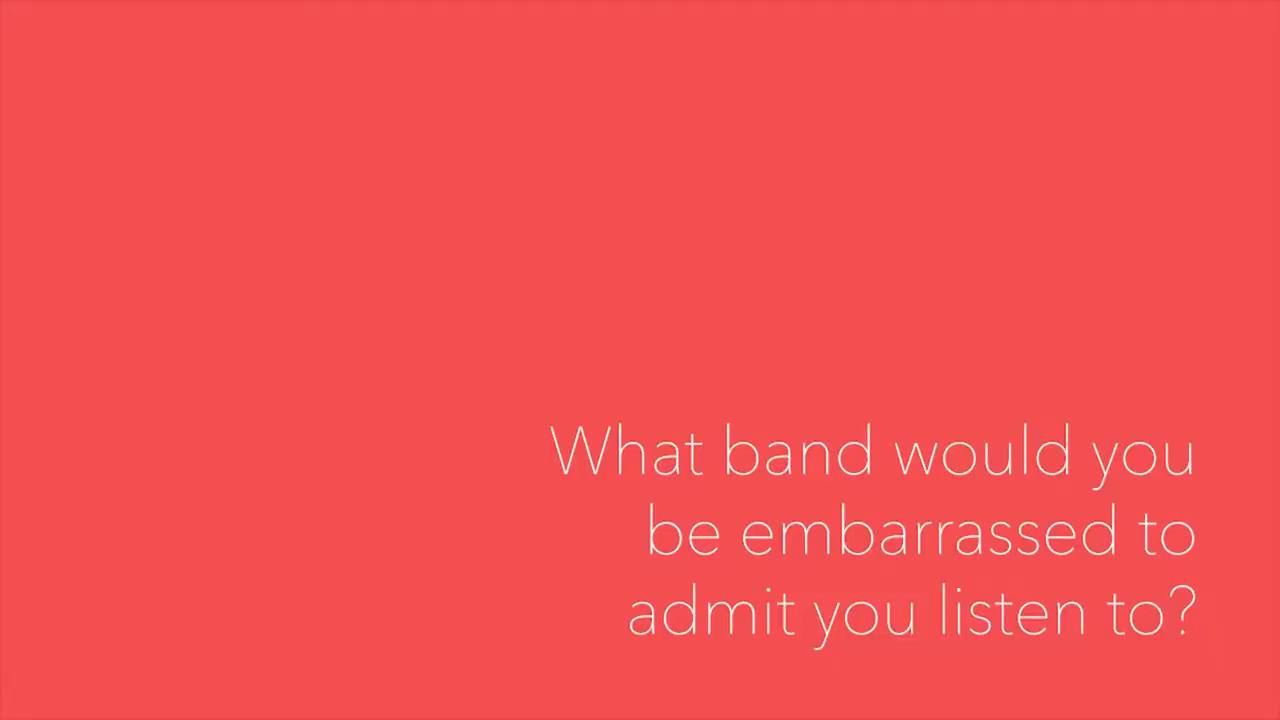 What band would you
be embarrassed to
admit you listen to?